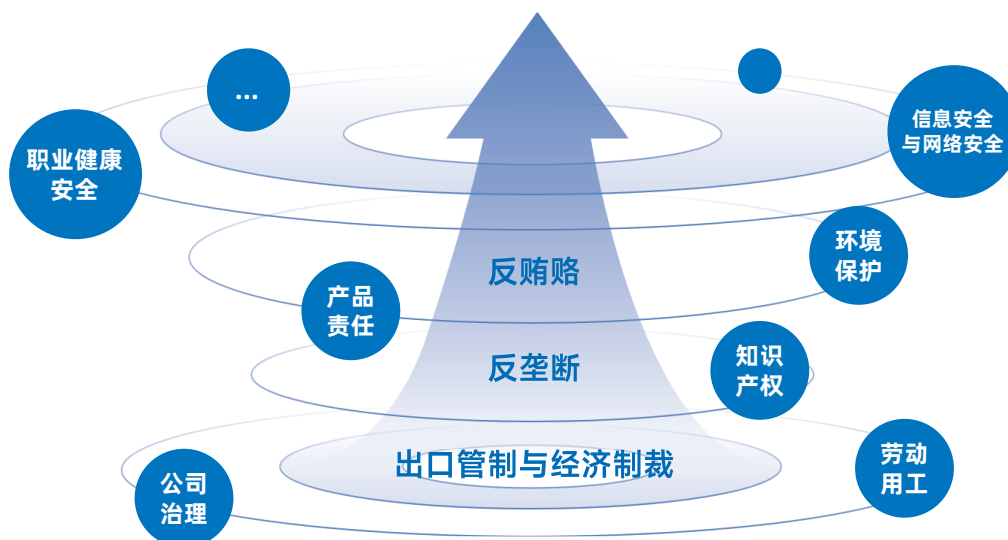 ...
信息安全
与网络安全
职业健康
安全
环境
保护
反贿赂
产品
责任
知识
产权
反垄断
出口管制与经济制裁
劳动
用工
公司
治理